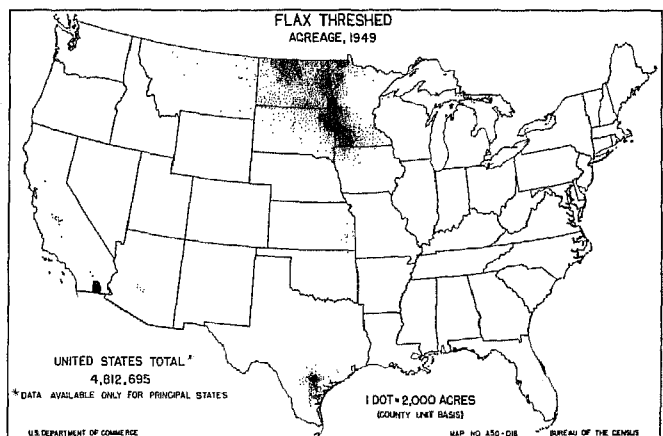 FLAX THRESHED
ACREAGE, 1949
UNITED STATES TOTAL*
4,812,695
*DATA AVAILABLE ONLY FOR PRINCIPAL STATES
1 DOT = 2,000 ACRES
(COUNTY UNIT BASIS)
U.S. DEPARTMENT OF COMMERCE
MAP NO. A50-018
BUREAU OF THE CENSUS